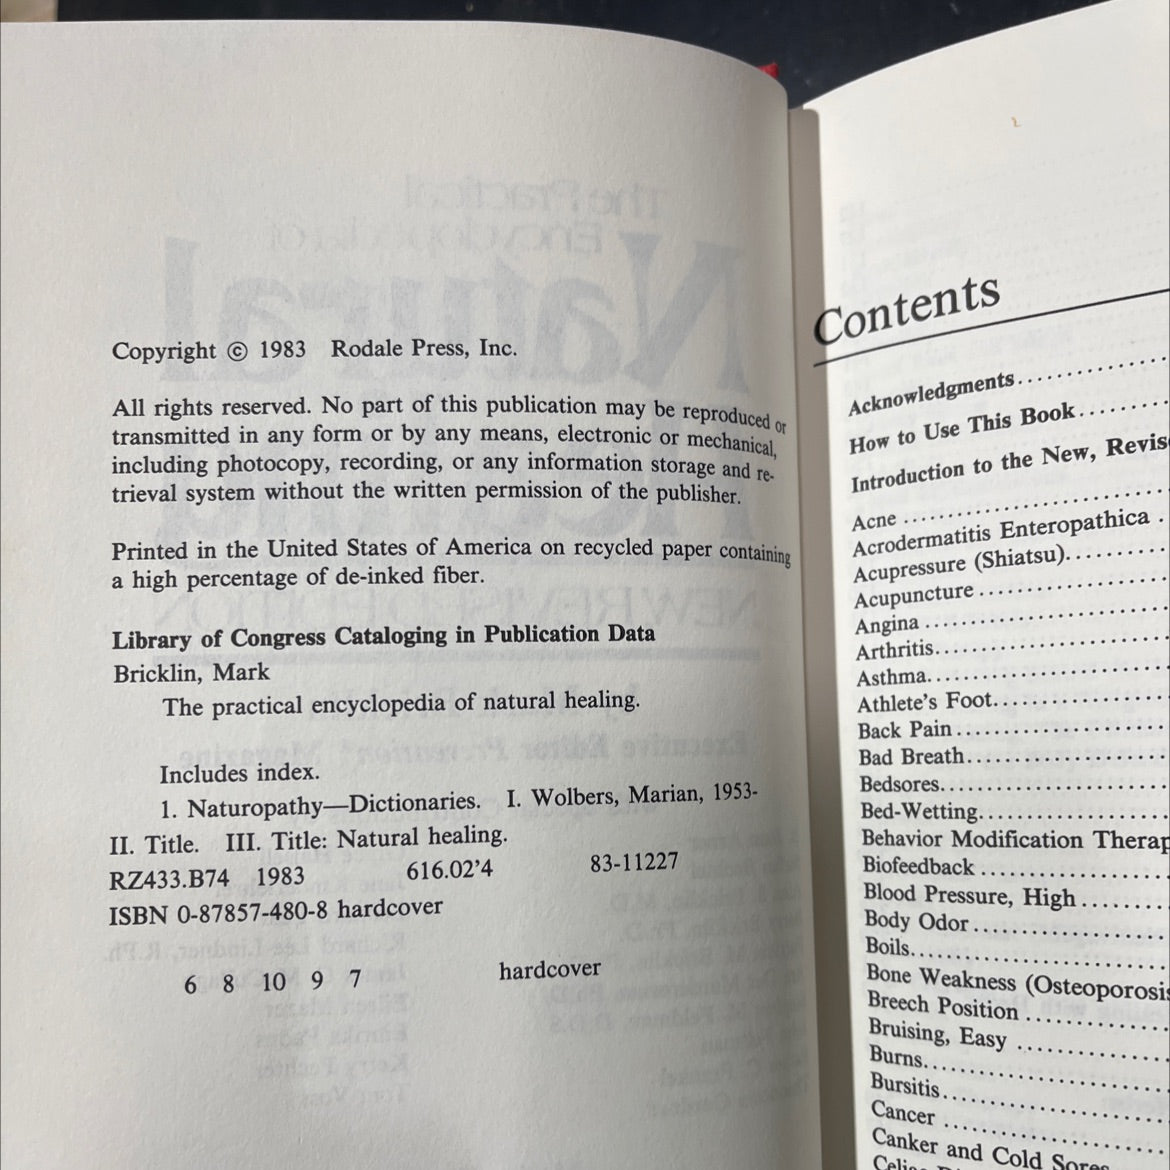 Copyright © 1983 Rodale Press, Inc.
All rights reserved. No part of this publication may be reproduced or
transmitted in any form or by any means, electronic or mechanical,
including photocopy, recording, or any information storage and re-
trieval system without the written permission of the publisher.
Printed in the United States of America on recycled paper containing
a high percentage of de-inked fiber.
Library of Congress Cataloging in Publication Data
Bricklin, Mark
The practical encyclopedia of natural healing.
Includes index.
1. Naturopathy—Dictionaries. I. Wolbers, Marian, 1953-
II. Title. III. Title: Natural healing.
RZ433.B74 1983 616.02'4 83-11227
ISBN 0-87857-480-8 hardcover
6 8 10 9 7 hardcover
Contents
Acknowledgments
How to Use This Book
Introduction to the New, Revis
Acne
Acrodermatitis Enteropathica
Acupressure (Shiatsu)
Acupuncture
Angina
Arthritis
Asthma
Athlete's Foot
Back Pain
Bad Breath
Bedsores
Bed-Wetting
Behavior Modification Therap
Biofeedback
Blood Pressure, High
Body Odor
Boils
Bone Weakness (Osteoporosis
Breech Position
Bruising, Easy
Burns
Bursitis
Cancer
Canker and Cold Sores